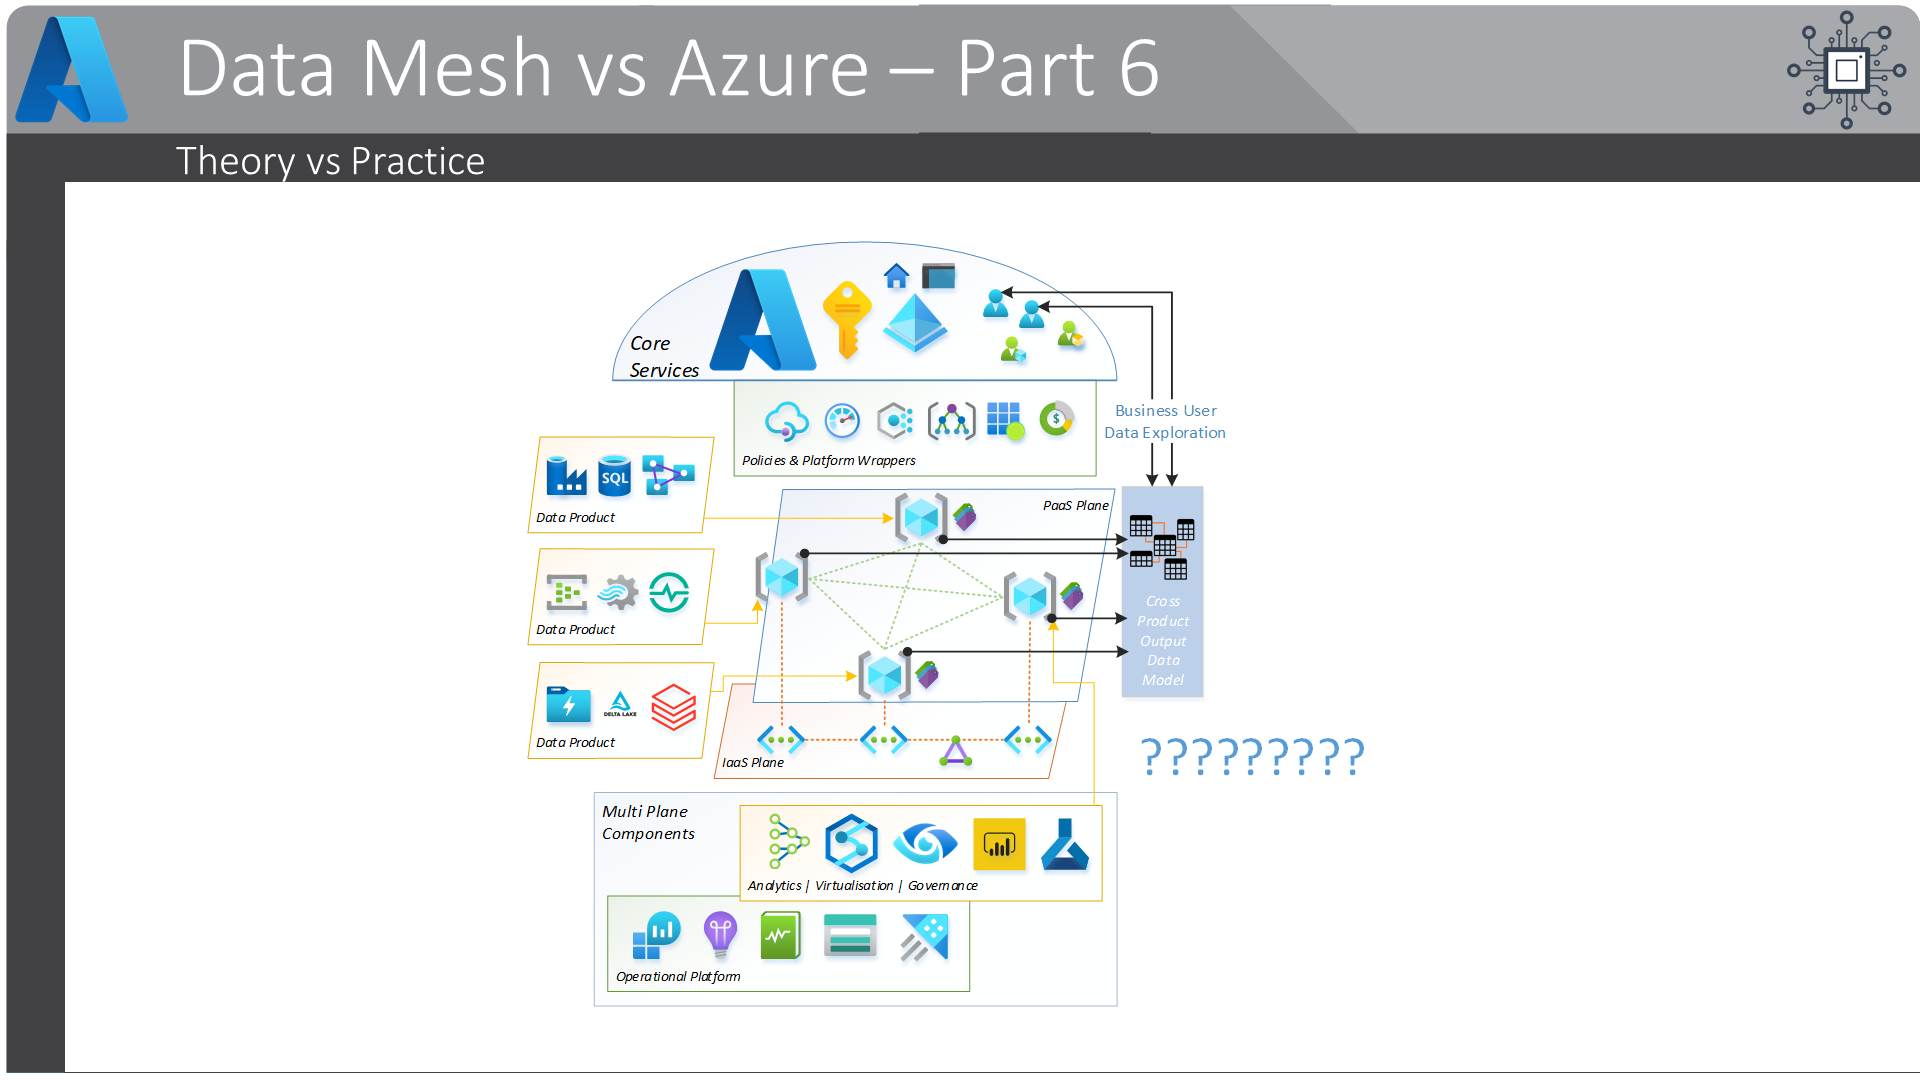 Data Mesh vs Azure – Part 6
Theory vs Practice
Core
Services
Business User
Data Exploration
Policies & Platform Wrappers
SQL
Data Product
PaaS Plane
Data Product
Cross
Product
Output
Data
Model
DELTA LAKE
Data Product
IaaS Plane
?????????
Multi Plane
Components
Analytics | Virtualisation | Governance
Operational Platform